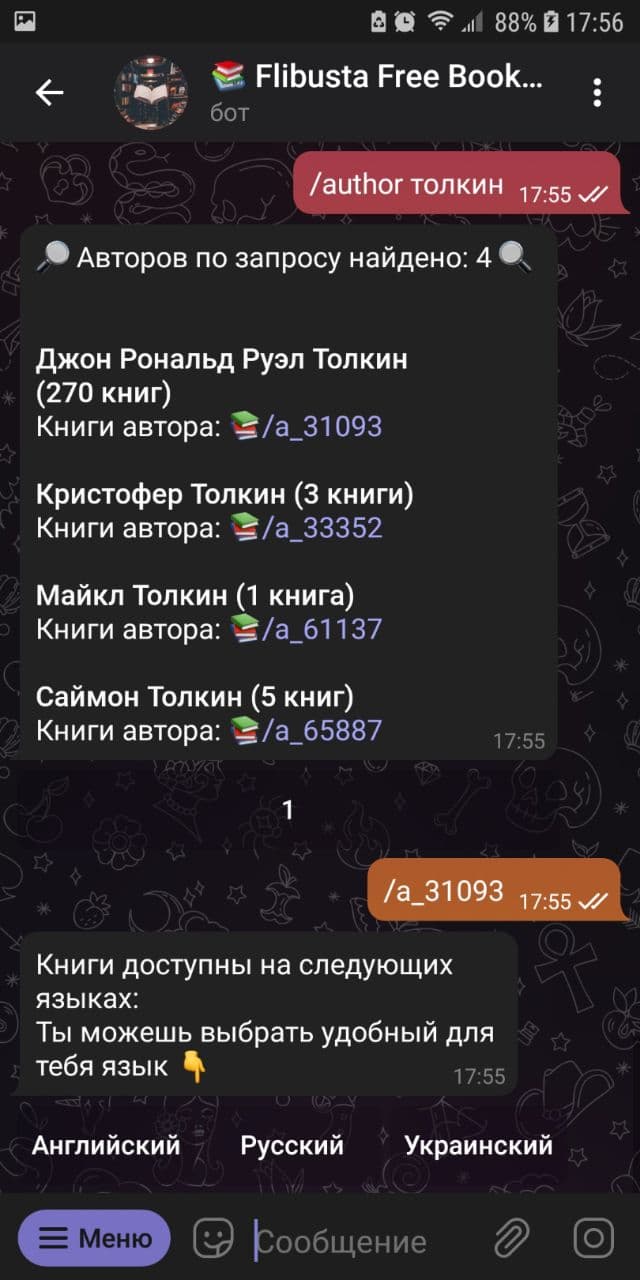 88% 17:56
📚 Flibusta Free Book...
бот
/author толкин 17:55
🔎 Авторов по запросу найдено: 4 🔍
Джон Рональд Руэл Толкин
(270 книг)
Книги автора: 📚/a_31093
Кристофер Толкин (3 книги)
Книги автора: 📚/a_33352
Майкл Толкин (1 книга)
Книги автора: 📚/a_61137
Саймон Толкин (5 книг)
Книги автора: 📚/a_65887
17:55
1
/a_31093 17:55
Книги доступны на следующих
языках:
Ты можешь выбрать удобный для
тебя язык 👇
17:55
Английский Русский Украинский
Меню Сообщение